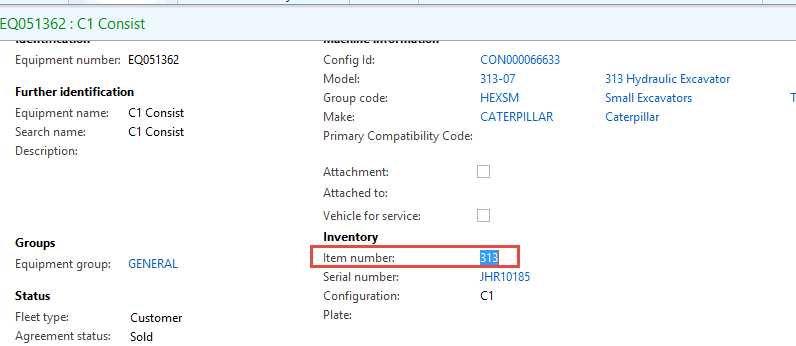 EQ051362 : C1 Consist
Identification
Equipment number: EQ051362
Further identification
Equipment name: C1 Consist
Search name: C1 Consist
Description:
Groups
Equipment group: GENERAL
Status
Fleet type: Customer
Agreement status: Sold
Machine information
Config Id: CON000066633
Model: 313-07 313 Hydraulic Excavator
Group code: HEXSM Small Excavators T
Make: CATERPILLAR Caterpillar
Primary Compatibility Code:
Attachment:
Attached to:
Vehicle for service:
Inventory
Item number: 313
Serial number: JHR10185
Configuration: C1
Plate: